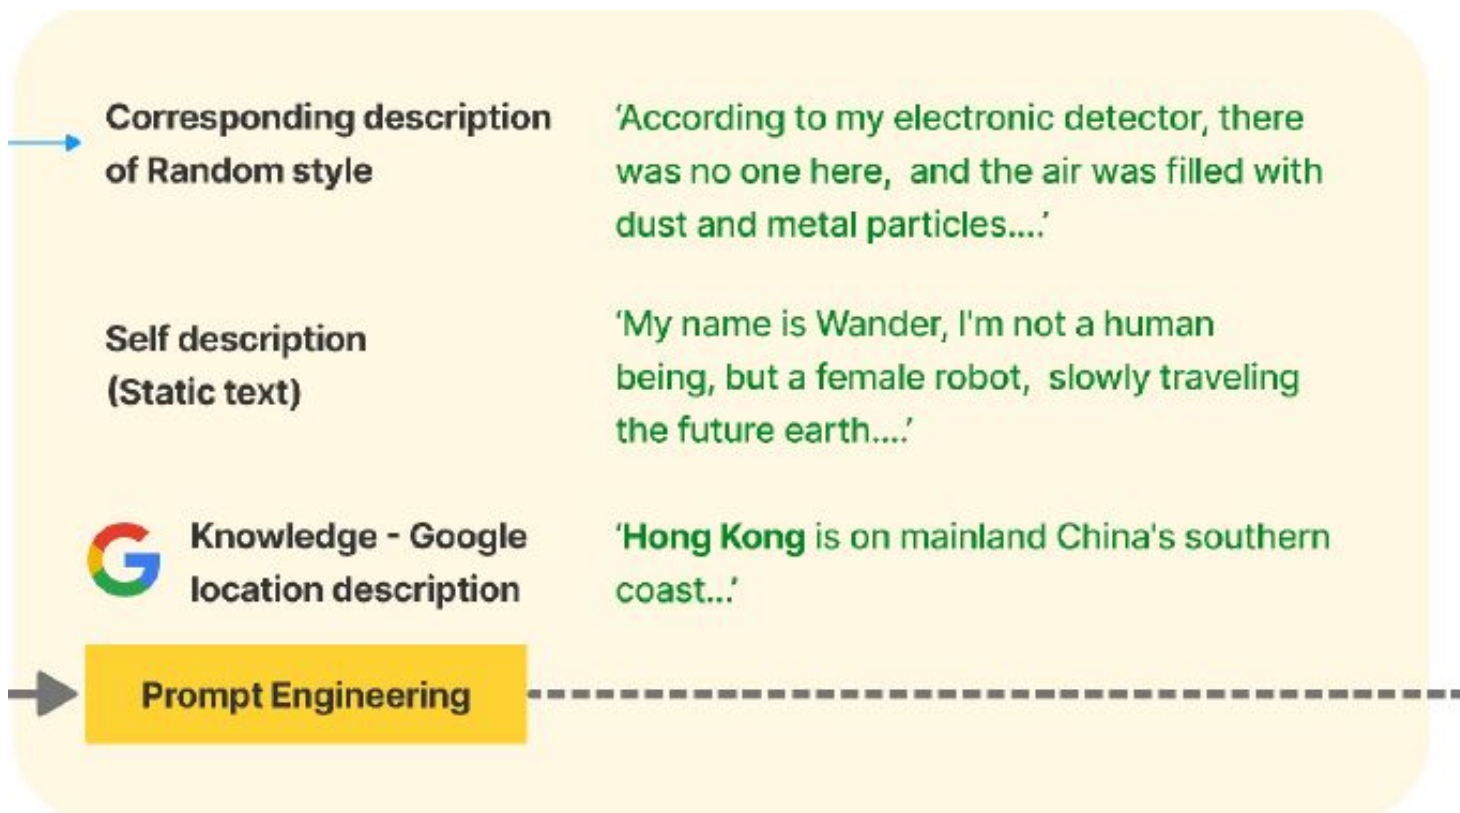 Corresponding description
of Random style
‘According to my electronic detector, there
was no one here,  and the air was filled with
dust and metal particles....’
Self description
(Static text)
‘My name is Wander, I'm not a human
being, but a female robot,  slowly traveling
the future earth....’
Knowledge - Google
location description
‘Hong Kong is on mainland China's southern
coast...’
Prompt Engineering